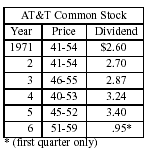 AT&T Common Stock
Year Price Dividend
1971 41-54 $2.60
2 41-54 2.70
3 46-55 2.87
4 40-53 3.24
5 45-52 3.40
6 51-59 .95*
* (first quarter only)